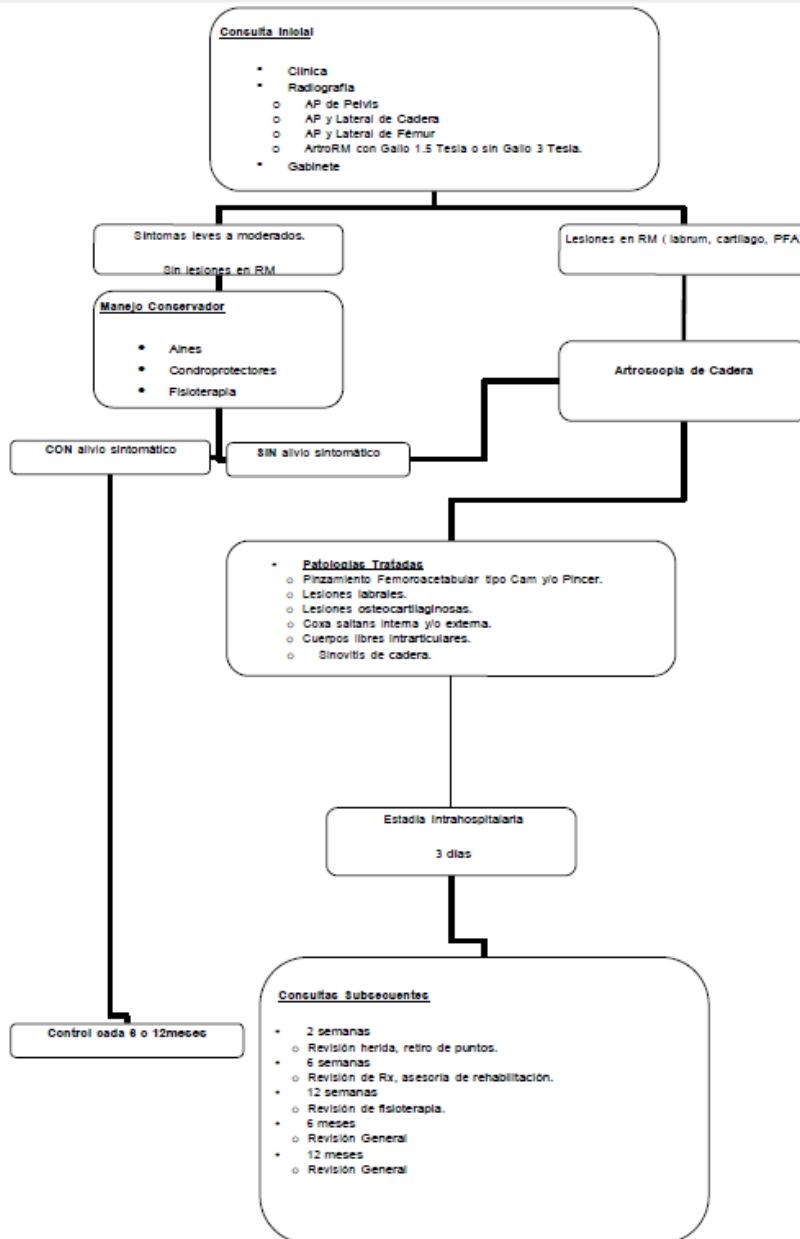 Consulta Inicial
• Clínica
• Radiografía
o AP de Pelvis
o AP y Lateral de Cadera
o AP y Lateral de Fémur
o ArtroRM con Galio 1.5 Tesla o sin Galio 3 Tesla.
• Gabinete
Síntomas leves a moderados.
Sin lesiones en RM
Lesiones en RM ( labrum, cartílago, PFA)
Manejo Conservador
• Aines
• Condroprotectores
• Fisioterapia
Artroscopia de Cadera
CON alivio sintomático
SIN alivio sintomático
• Patologías Tratadas
o Pinzamiento Femoroacetabular tipo Cam y/o Pincer.
o Lesiones labrales.
o Lesiones osteocartilaginosas.
o Coxa saltans interna y/o externa.
o Cuerpos libres intrarticulares.
o Sinovitis de cadera.
Estadía Intrahospitalaria
3 días
Consultas Subsecuentes
• 2 semanas
o Revisión herida, retiro de puntos.
• 6 semanas
o Revisión de Rx, asesoría de rehabilitación.
• 12 semanas
o Revisión de fisioterapia.
• 6 meses
o Revisión General
• 12 meses
o Revisión General
Control cada 6 o 12meses